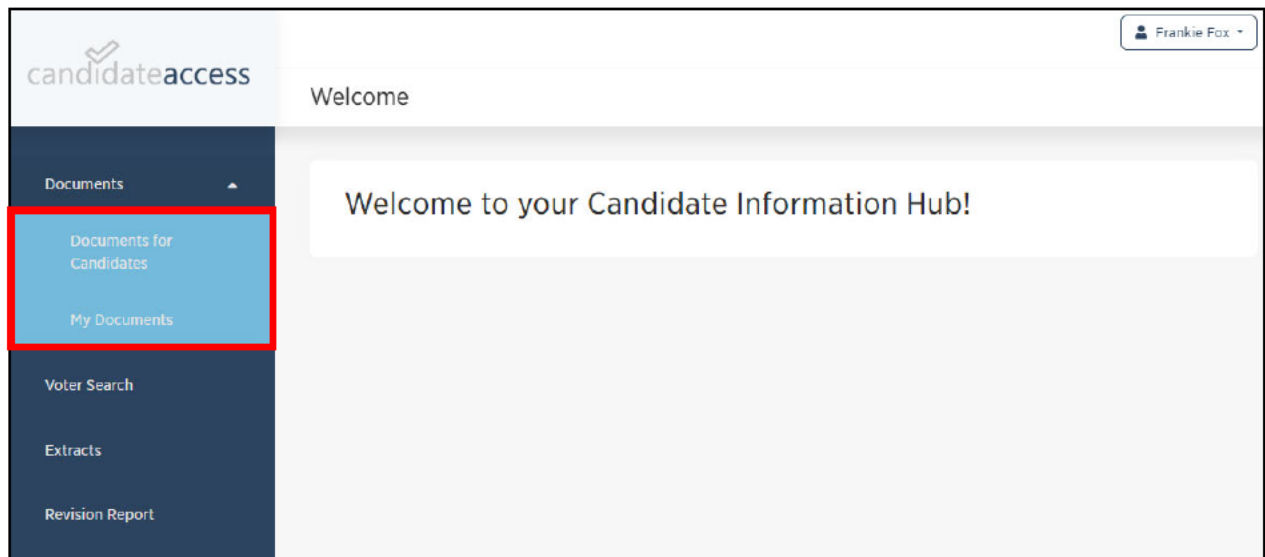 Frankie Fox
candidateaccess
Welcome
Documents
Welcome to your Candidate Information Hub!
Documents for
Candidates
My Documents
Voter Search
Extracts
Revision Report